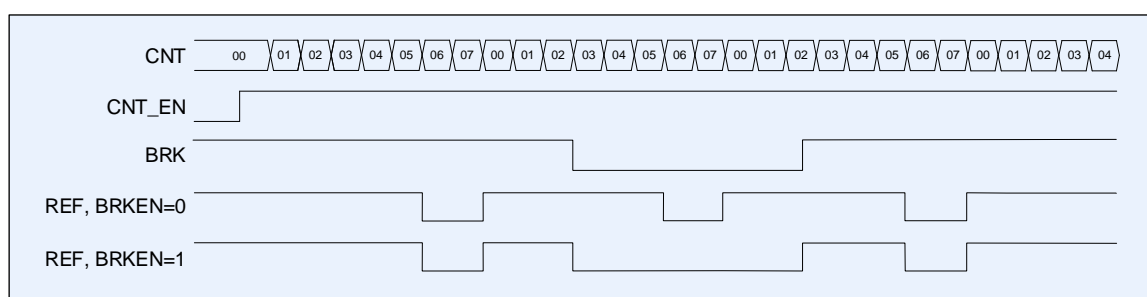 CNT 00 01 02 03 04 05 06 07 00 01 02 03 04 05 06 07 00 01 02 03 04 05 06 07 00 01 02 03 04
CNT_EN
BRK
REF, BRKEN=0
REF, BRKEN=1